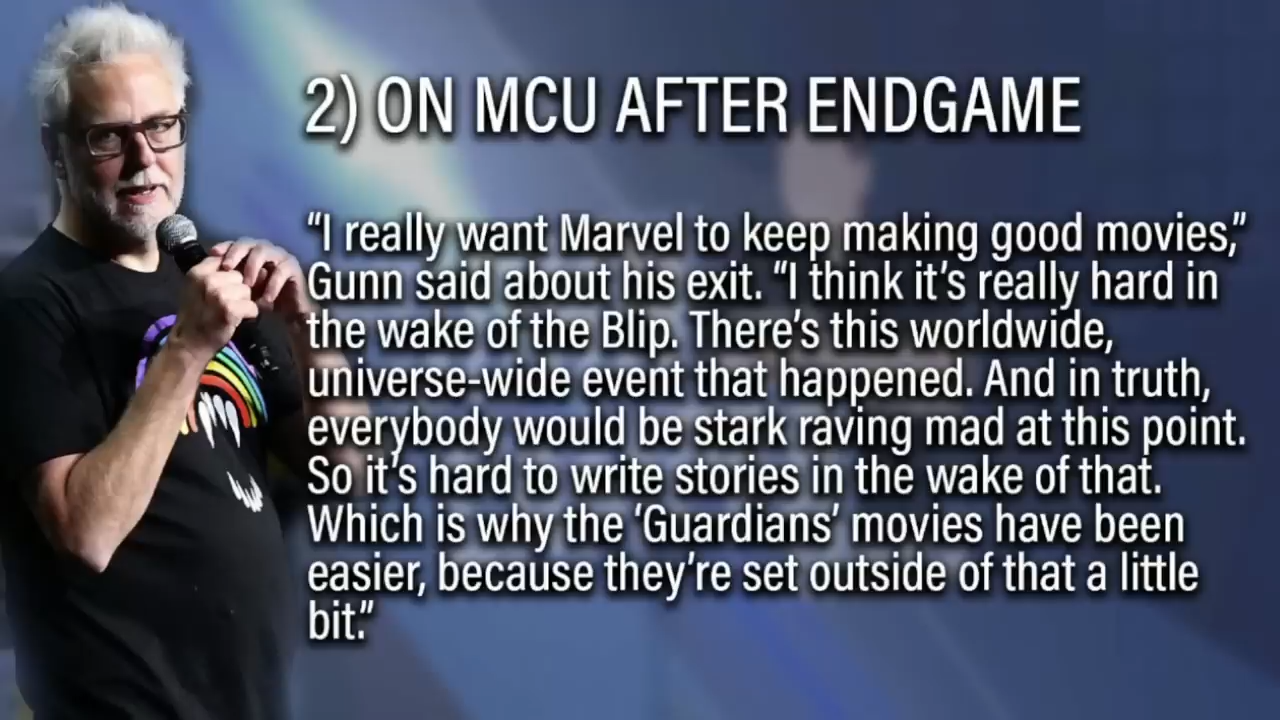 2) ON MCU AFTER ENDGAME
“I really want Marvel to keep making good movies,”
Gunn said about his exit. “I think it’s really hard in
the wake of the Blip. There’s this worldwide,
universe-wide event that happened. And in truth,
everybody would be stark raving mad at this point.
So it’s hard to write stories in the wake of that.
Which is why the ‘Guardians’ movies have been
easier, because they’re set outside of that a little
bit.”